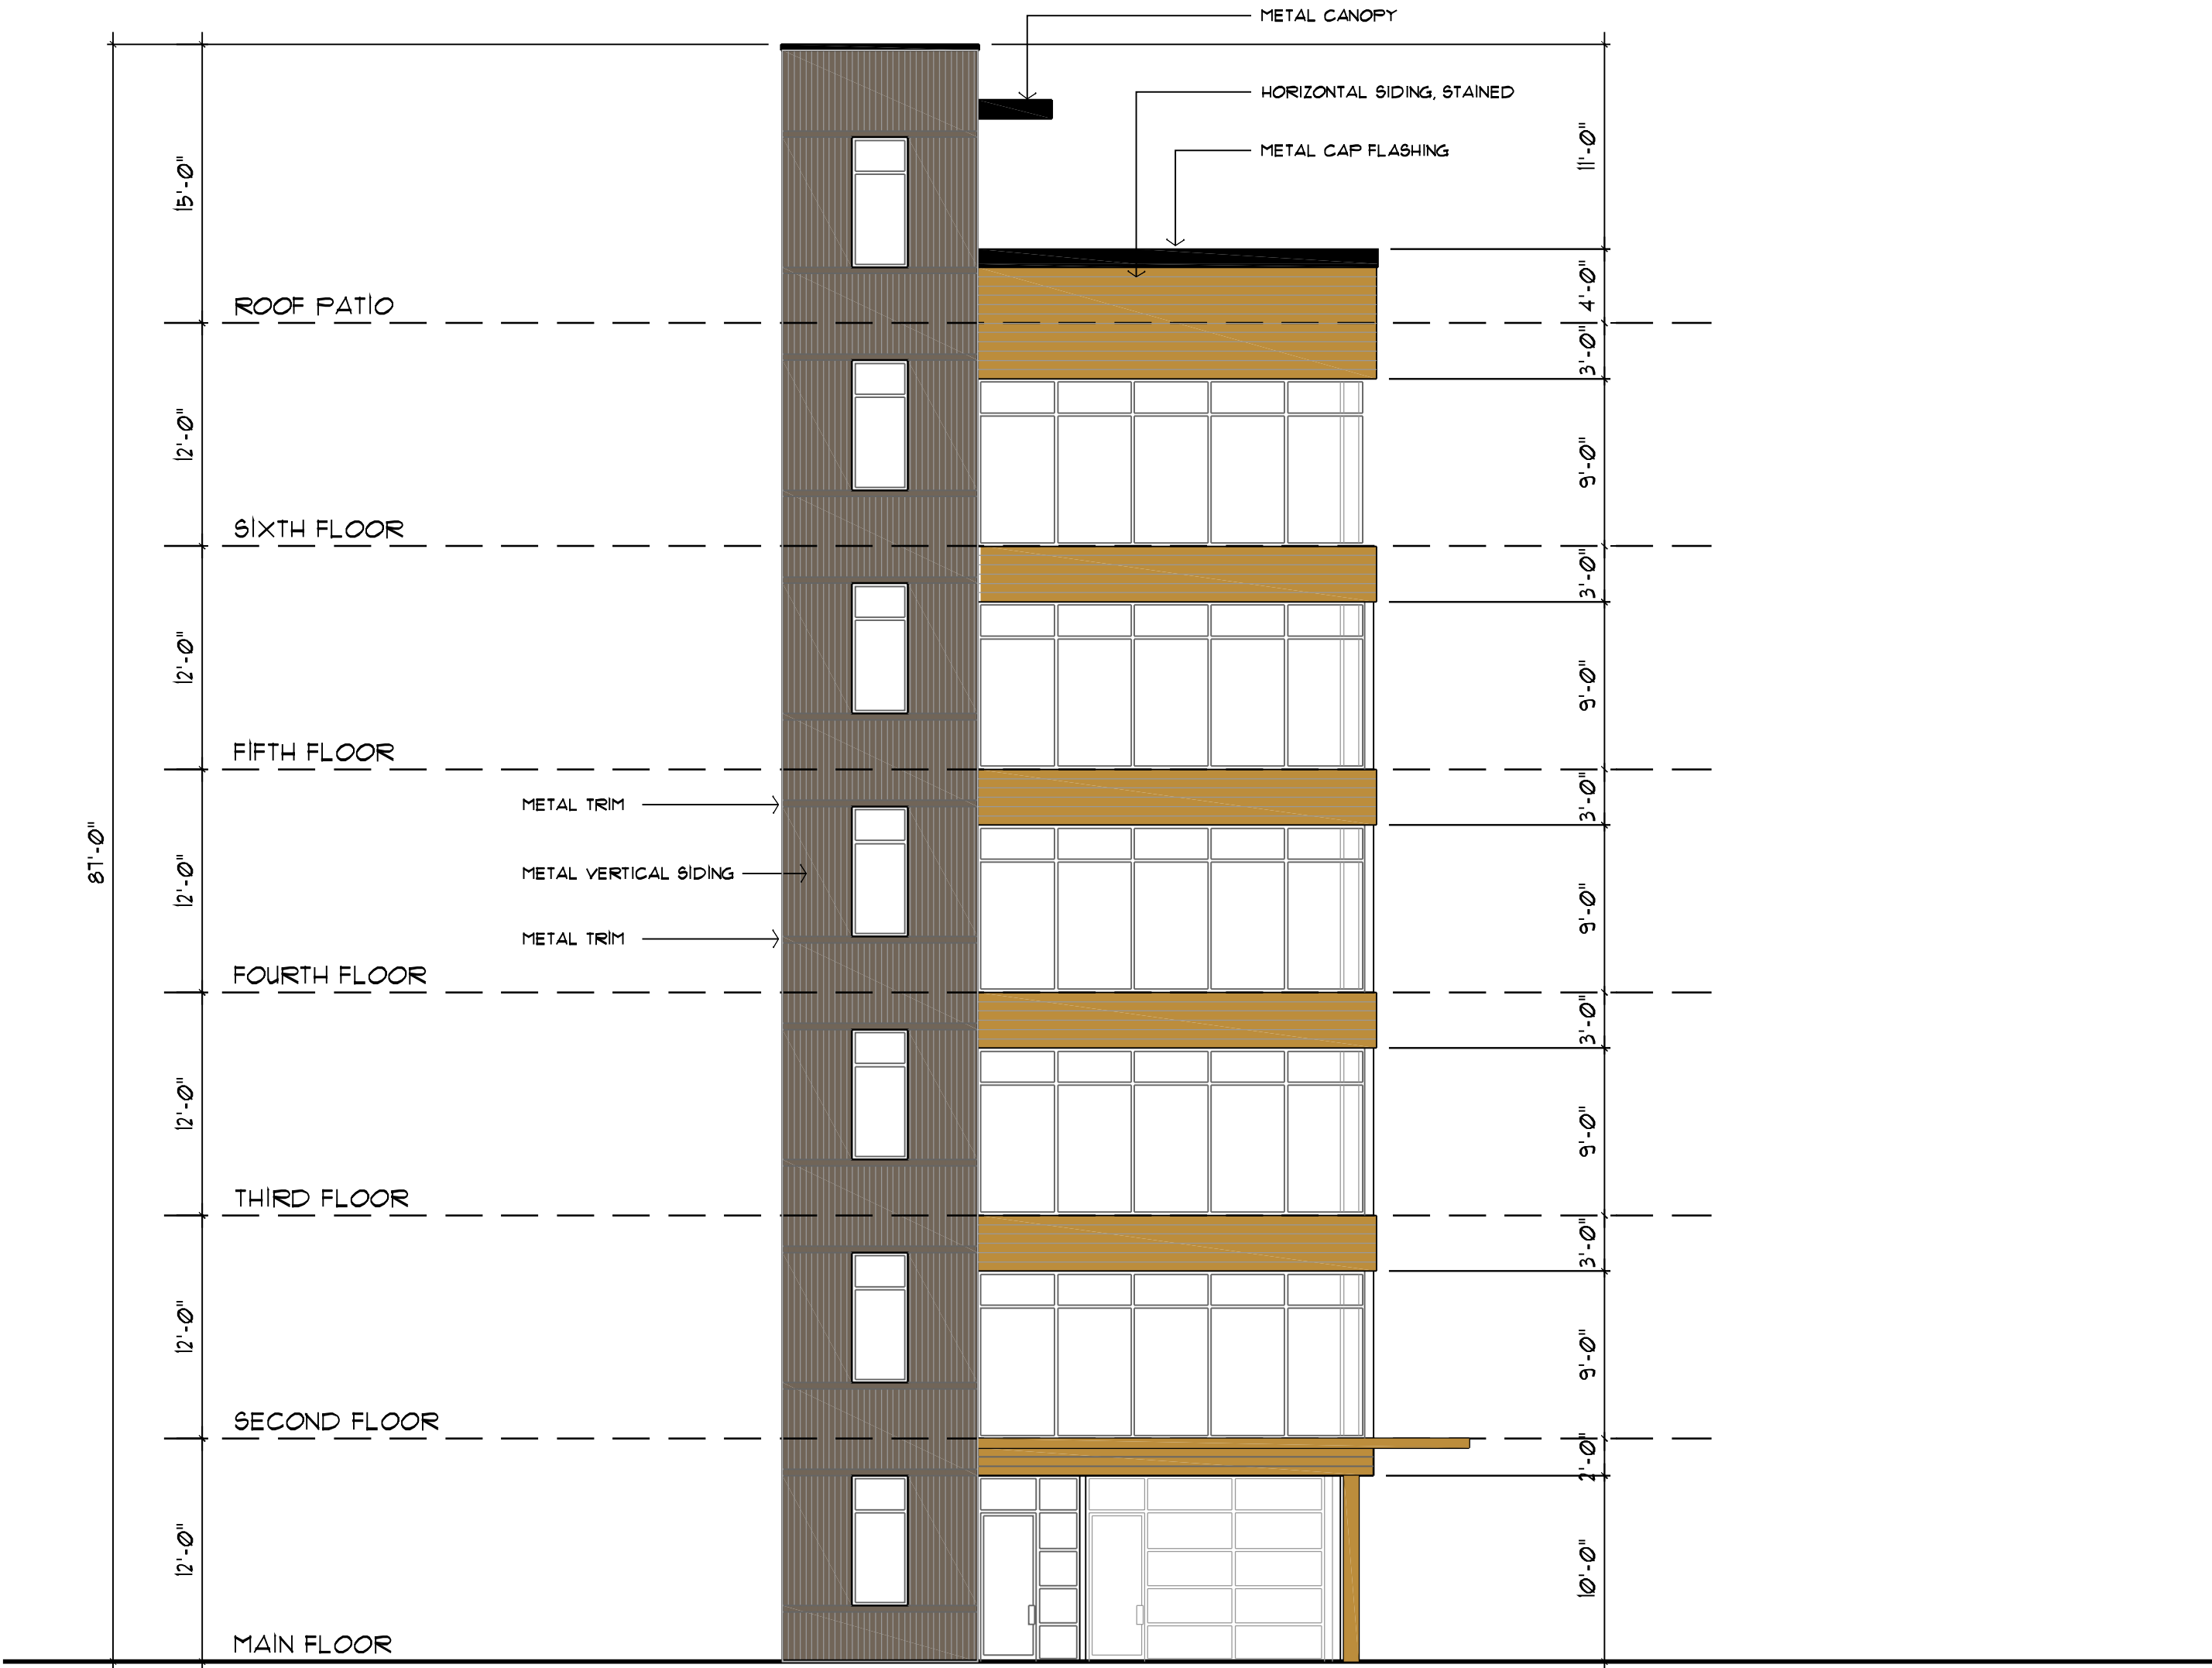 METAL CANOPY
HORIZONTAL SIDING, STAINED
METAL CAP FLASHING
11'-0"
15'-0"
4'-0"
ROOF PATIO
3'-0"
12'-0"
9'-0"
SIXTH FLOOR
3'-0"
12'-0"
9'-0"
FIFTH FLOOR
3'-0"
METAL TRIM
87'-0"
METAL VERTICAL SIDING
12'-0"
9'-0"
METAL TRIM
FOURTH FLOOR
3'-0"
12'-0"
9'-0"
THIRD FLOOR
3'-0"
12'-0"
9'-0"
SECOND FLOOR
2'-0"
12'-0"
10'-0"
MAIN FLOOR